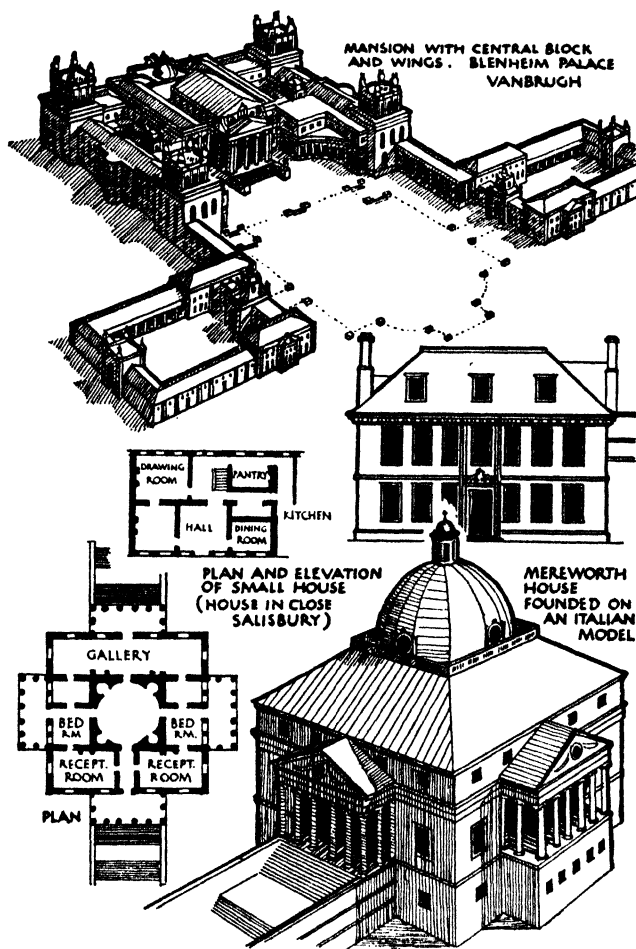 MANSION WITH CENTRAL BLOCK
AND WINGS. BLENHEIM PALACE
VANBRUGH
DRAWING
ROOM
PANTRY
HALL
DINING
ROOM
KITCHEN
PLAN AND ELEVATION
OF SMALL HOUSE
(HOUSE IN CLOSE
SALISBURY)
MEREWORTH
HOUSE
FOUNDED ON
AN ITALIAN
MODEL
GALLERY
BED
RM
BED
RM.
RECEPT.
ROOM
RECEPT.
ROOM
PLAN